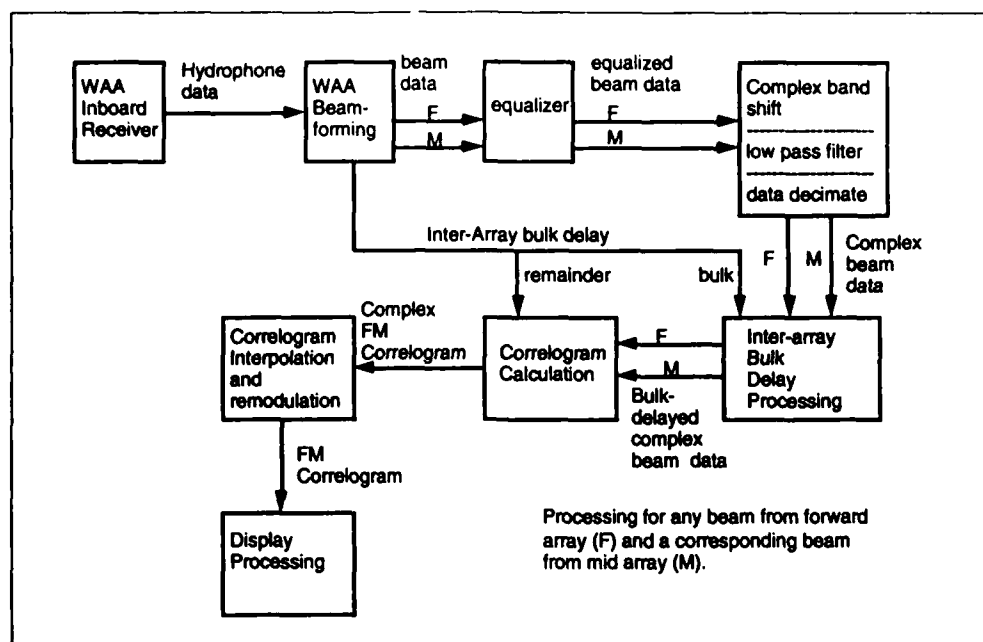 WAA
Inboard
Receiver
Hydrophone
data
WAA
Beam-
forming
beam
data
F
M
equalizer
equalized
beam data
F
M
Complex band
shift
low pass filter
data decimate
Inter-Array bulk delay
remainder
bulk
F
M
Complex
beam
data
Inter-array
Bulk
Delay
Processing
F
M
Bulk-
delayed
complex
beam data
Correlogram
Calculation
Complex
FM
Correlogram
Correlogram
Interpolation
and
remodulation
FM
Correlogram
Display
Processing
Processing for any beam from forward
array (F) and a corresponding beam
from mid array (M).